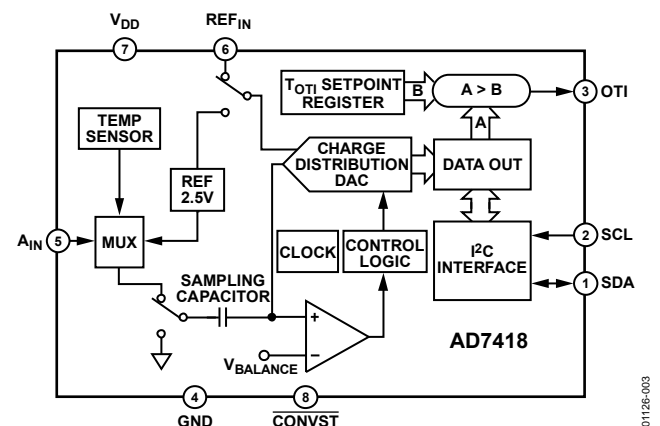 VDD
REFIN
7
6
TOTI SETPOINT
REGISTER
B
A > B
3
OTI
TEMP
SENSOR
A
CHARGE
DISTRIBUTION
DAC
DATA OUT
REF
2.5V
AIN
5
MUX
CLOCK
CONTROL
LOGIC
I2C
INTERFACE
2
SCL
1
SDA
SAMPLING
CAPACITOR
+
–
VBALANCE
AD7418
4
8
GND
CONVST
01126-003